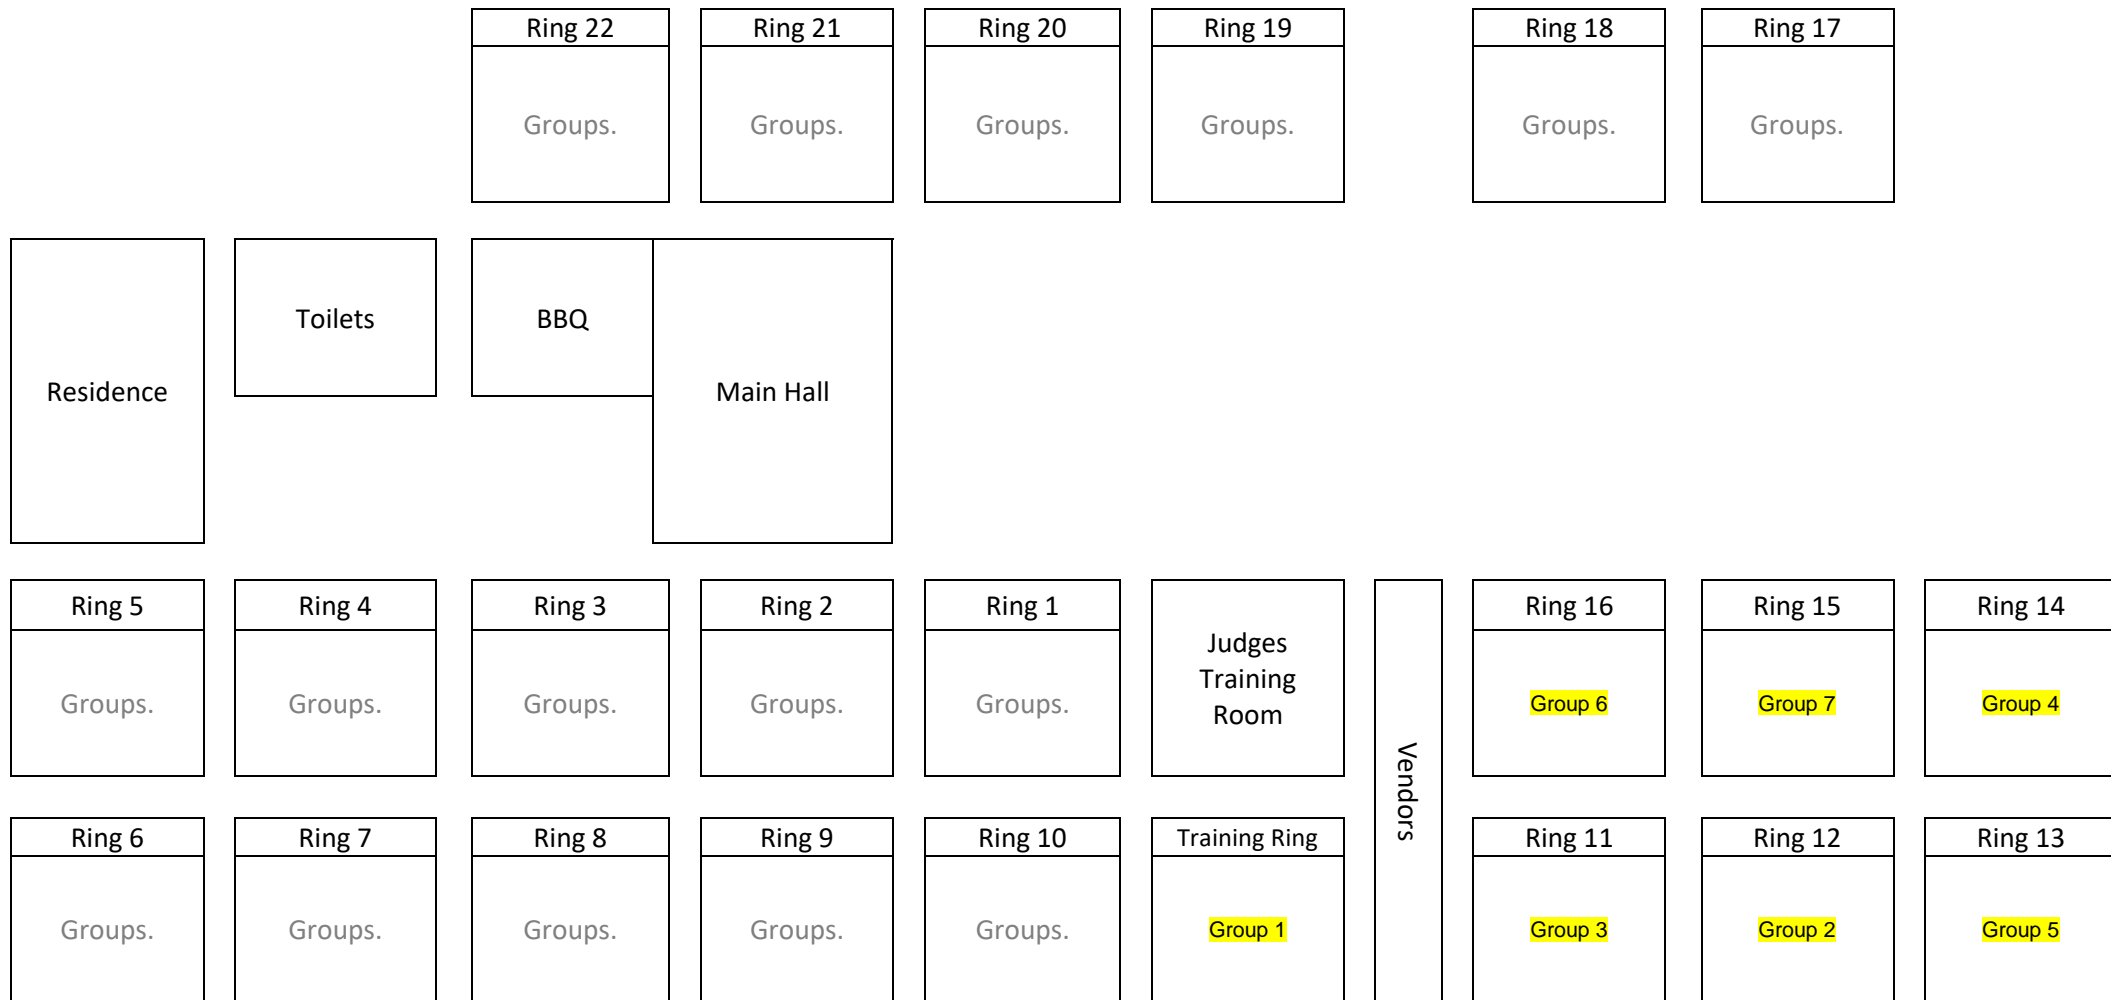 Ring 22
Ring 21
Ring 20
Ring 19
Ring 18
Ring 17
Groups.
Groups.
Groups.
Groups.
Groups.
Groups.
Residence
Toilets
BBQ
Main Hall
Ring 5
Ring 4
Ring 3
Ring 2
Ring 1
Judges
Training
Room
Vendors
Ring 16
Ring 15
Ring 14
Groups.
Groups.
Groups.
Groups.
Groups.
Group 6
Group 7
Group 4
Ring 6
Ring 7
Ring 8
Ring 9
Ring 10
Training Ring
Ring 11
Ring 12
Ring 13
Groups.
Groups.
Groups.
Groups.
Groups.
Group 1
Group 3
Group 2
Group 5